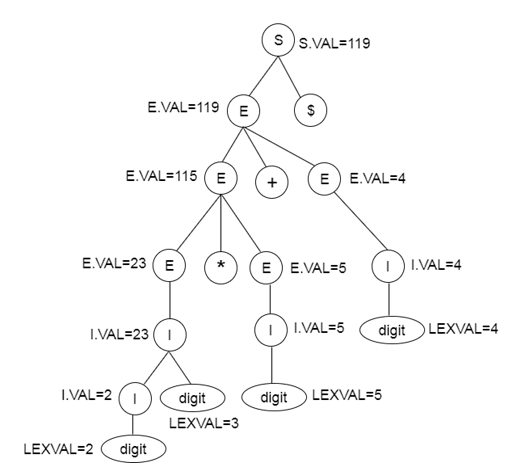 S S.VAL=119
E.VAL=119 E $
E.VAL=115 E + E E.VAL=4
E.VAL=23 E * E E.VAL=5 I I.VAL=4
I.VAL=23 I I I.VAL=5 digit LEXVAL=4
I.VAL=2 I digit digit LEXVAL=5
LEXVAL=3
LEXVAL=2 digit